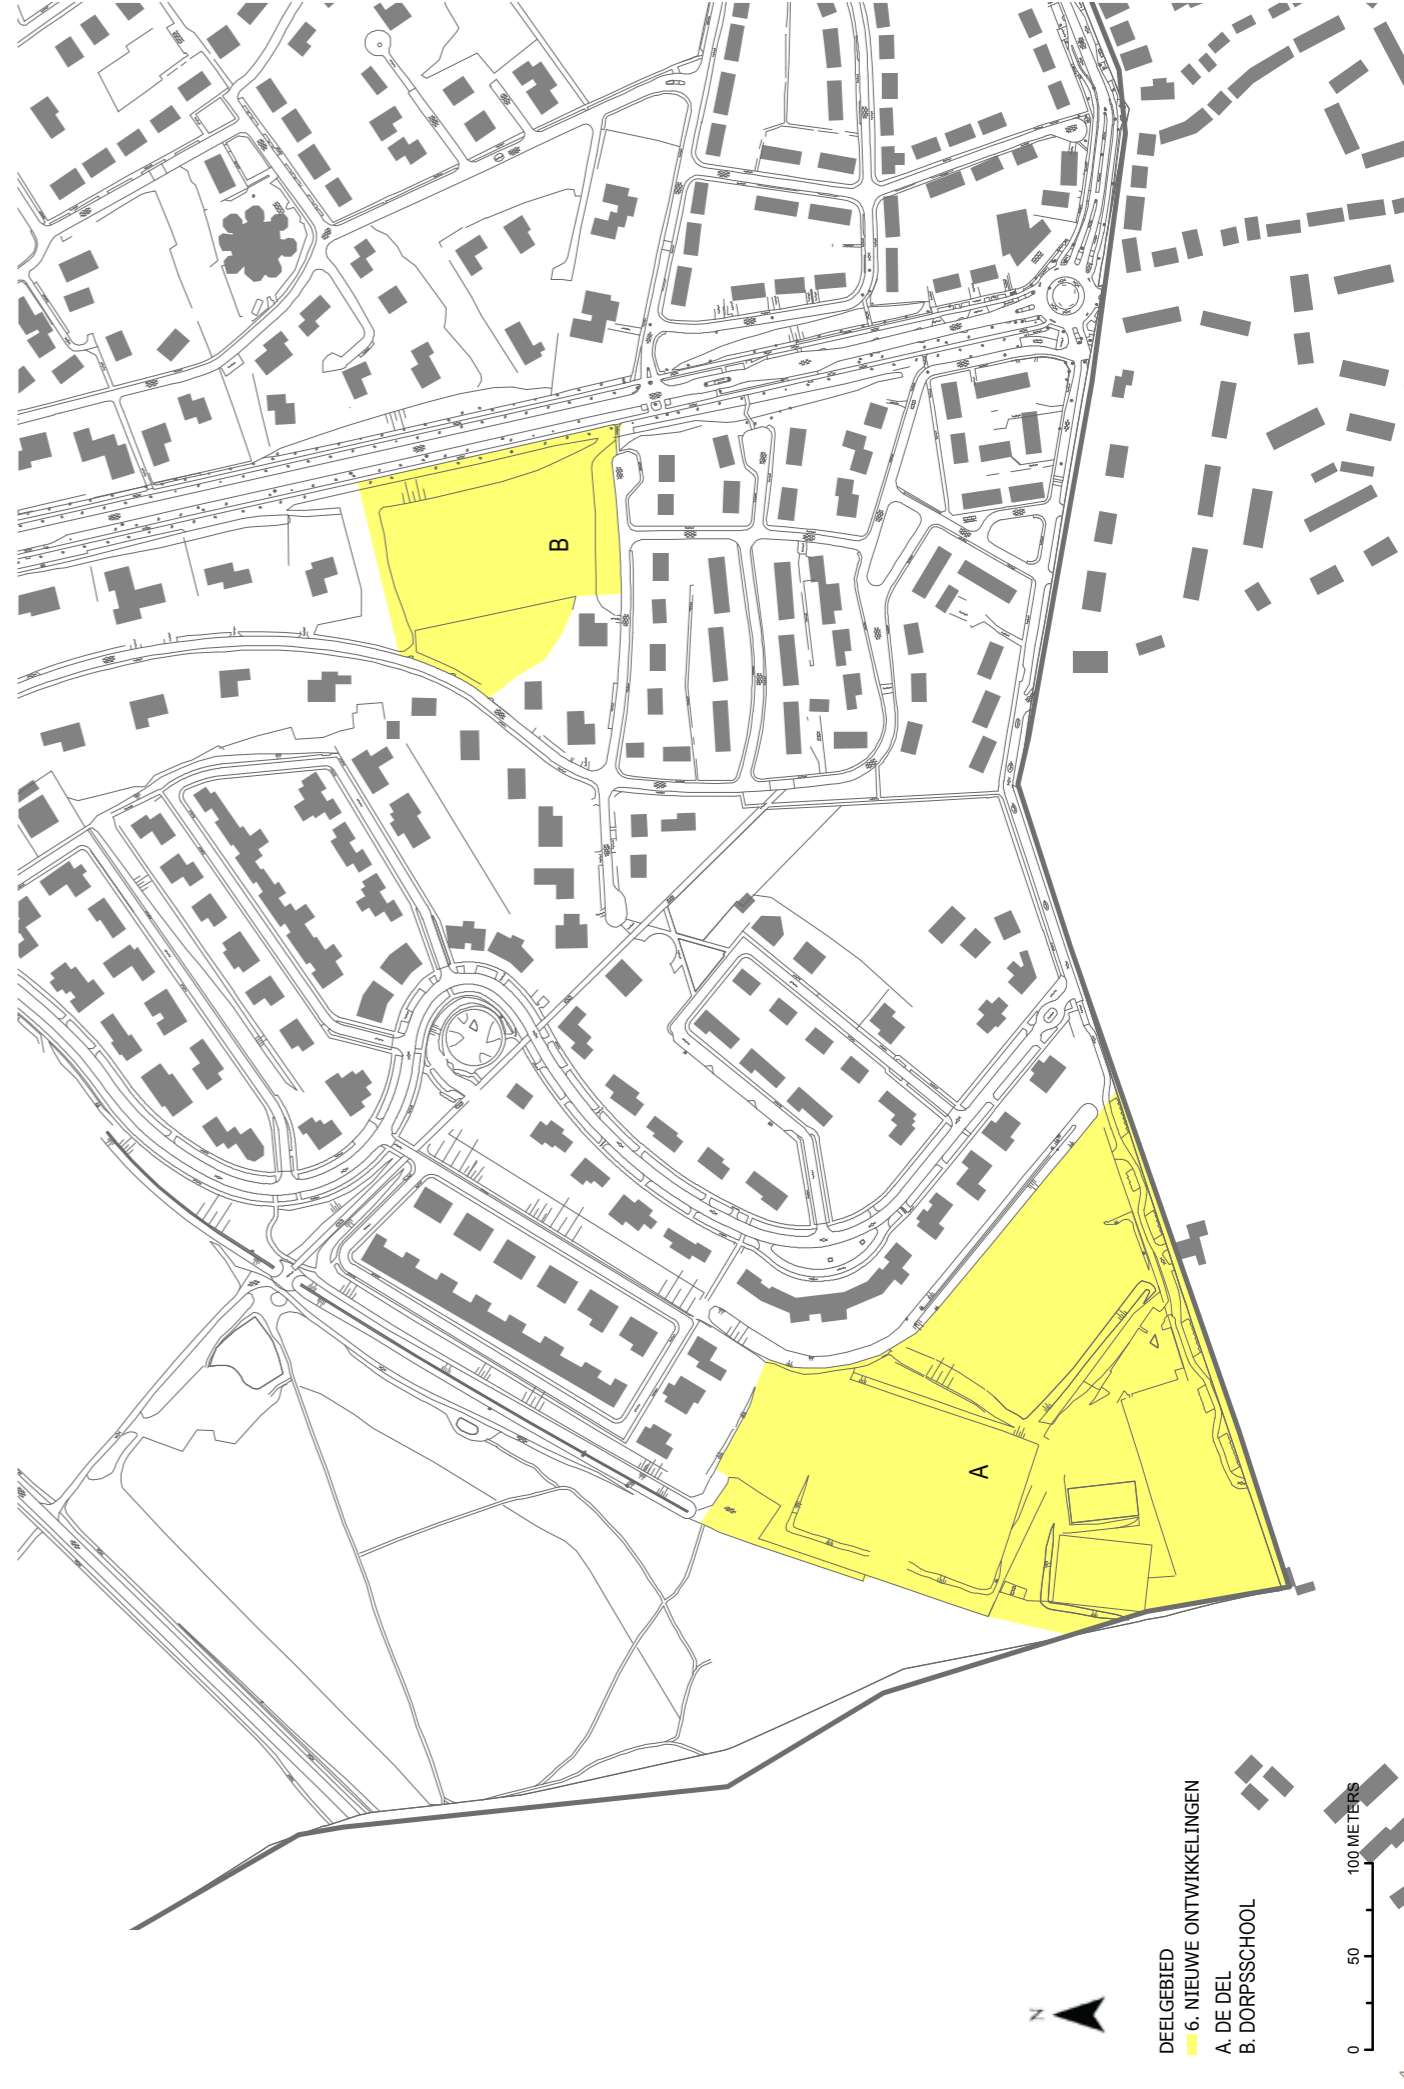 B
A
N
DEELGEBIED
6. NIEUWE ONTWIKKELINGEN
A. DE DEL
B. DORPSSCHOOL
0 50 100 METERS